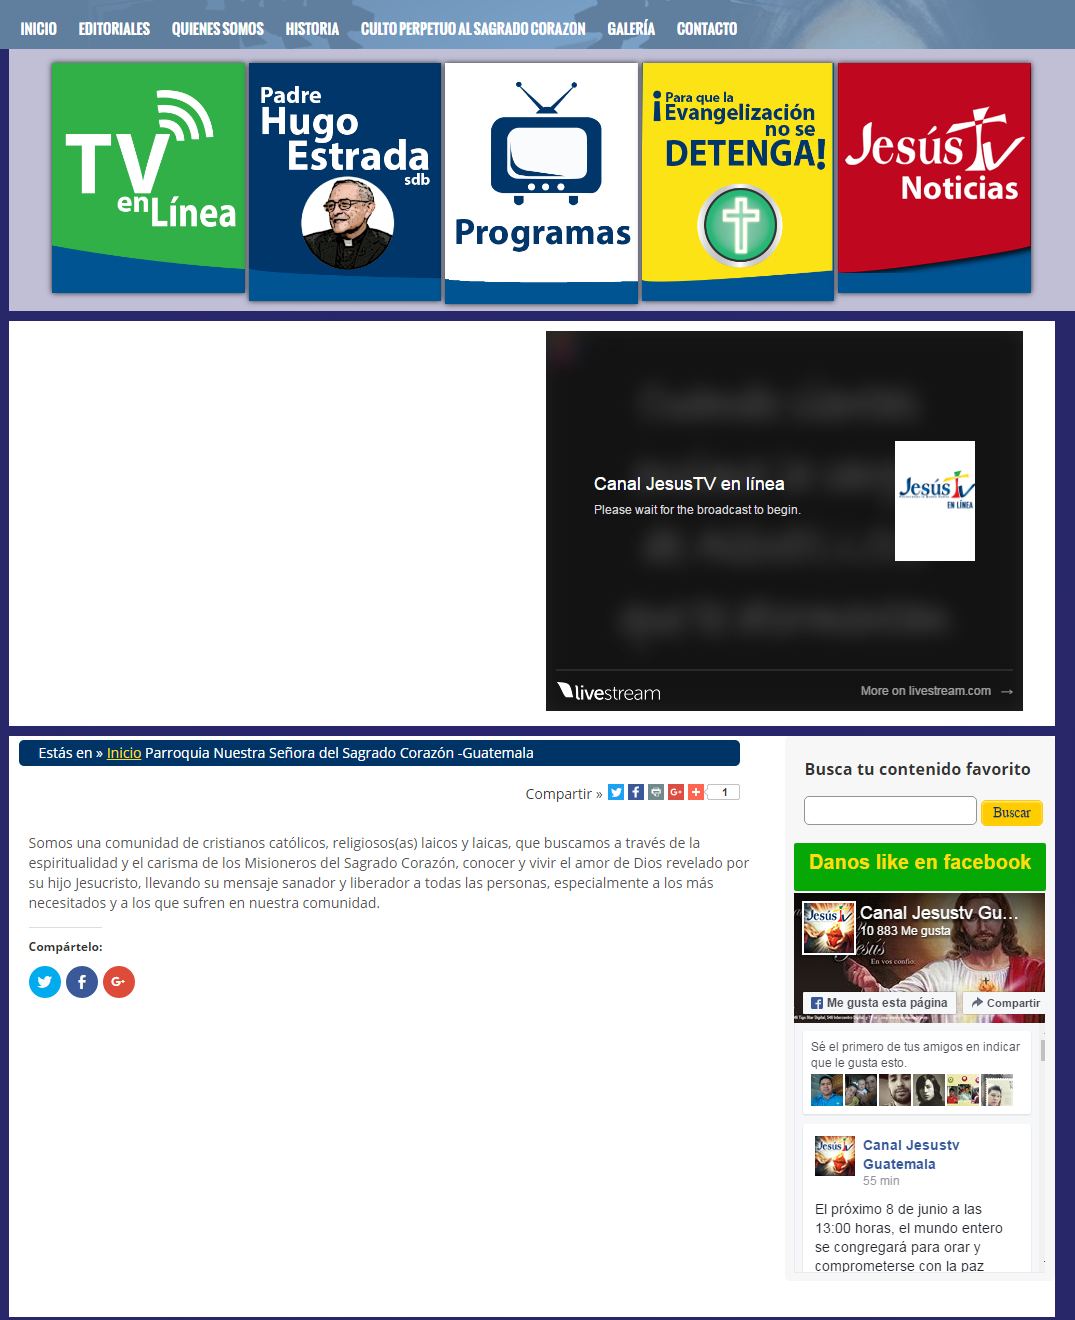 INICIO EDITORIALES QUIENES SOMOS HISTORIA CULTO PERPETUO AL SAGRADO CORAZON GALERÍA CONTACTO
TV
en Línea
Padre
Hugo
Estrada
sdb
Programas
¡Para que la
Evangelización
no se
DETENGA!
Jesús Tv
Noticias
Canal JesusTV en línea
Please wait for the broadcast to begin.
Jesús Tv
EN LÍNEA
livestream
More on livestream.com →
Estás en » Inicio Parroquia Nuestra Señora del Sagrado Corazón -Guatemala
Compartir » 1
Somos una comunidad de cristianos católicos, religiosos(as) laicos y laicas, que buscamos a través de la
espiritualidad y el carisma de los Misioneros del Sagrado Corazón, conocer y vivir el amor de Dios revelado por
su hijo Jesucristo, llevando su mensaje sanador y liberador a todas las personas, especialmente a los más
necesitados y a los que sufren en nuestra comunidad.
Compártelo:
Busca tu contenido favorito
Buscar
Danos like en facebook
Jesús Tv
Canal Jesustv Gu...
10 883 Me gusta
Jesús
En vos confío
Me gusta esta página
Compartir
Sé el primero de tus amigos en indicar
que le gusta esto.
Jesús Tv
Canal Jesustv
Guatemala
55 min
El próximo 8 de junio a las
13:00 horas, el mundo entero
se congregará para orar y
comprometerse con la paz